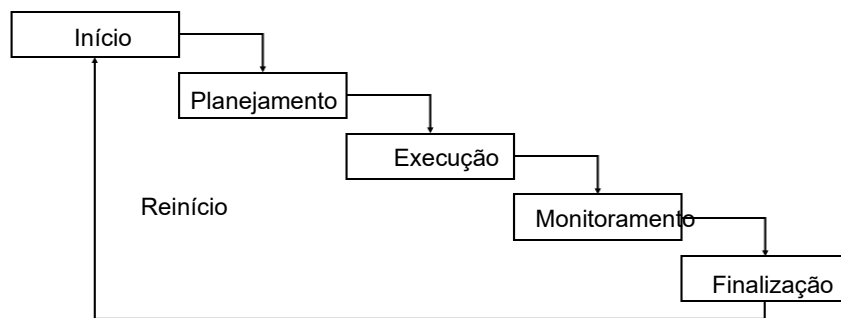 Início
Planejamento
Execução
Reinício
Monitoramento
Finalização